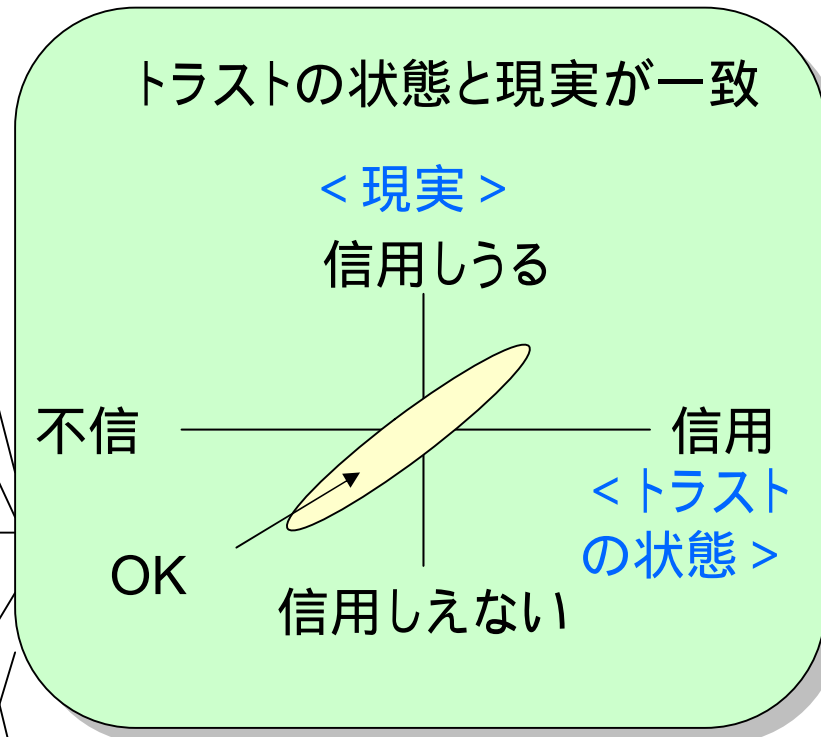 トラストの状態と現実が一致
<現実>
信用しうる
不信
信用
<トラスト
の状態>
OK
信用しえない